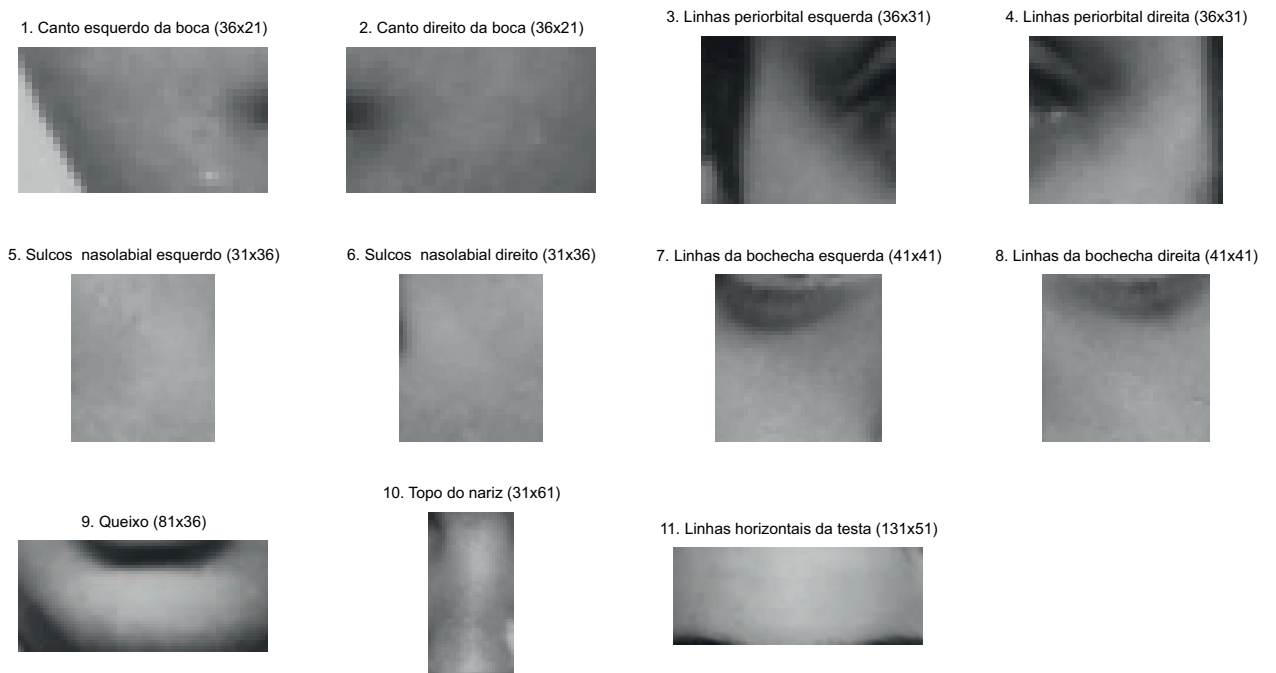 1. Canto esquerdo da boca (36x21)
2. Canto direito da boca (36x21)
3. Linhas periorbital esquerda (36x31)
4. Linhas periorbital direita (36x31)
5. Sulcos  nasolabial esquerdo (31x36)
6. Sulcos  nasolabial direito (31x36)
7. Linhas da bochecha esquerda (41x41)
8. Linhas da bochecha direita (41x41)
9. Queixo (81x36)
10. Topo do nariz (31x61)
11. Linhas horizontais da testa (131x51)